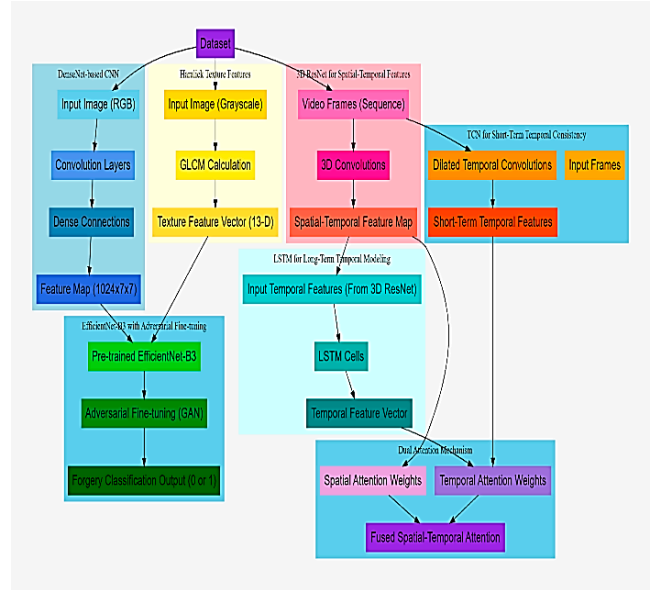 Dataset
DenseNet-based CNN
Haralick Texture Features
3D ResNet for Spatial-Temporal Features
Input Image (RGB)
Input Image (Grayscale)
Video Frames (Sequence)
TCN for Short-Term Temporal Consistency
Convolution Layers
GLCM Calculation
3D Convolutions
Dilated Temporal Convolutions
Input Frames
Dense Connections
Texture Feature Vector (13-D)
Spatial-Temporal Feature Map
Short-Term Temporal Features
LSTM for Long-Term Temporal Modeling
Feature Map (1024x7x7)
Input Temporal Features (From 3D ResNet)
EfficientNet-B3 with Adversarial Fine-tuning
Pre-trained EfficientNet-B3
LSTM Cells
Adversarial Fine-tuning (GAN)
Temporal Feature Vector
Dual Attention Mechanism
Forgery Classification Output (0 or 1)
Spatial Attention Weights
Temporal Attention Weights
Fused Spatial-Temporal Attention